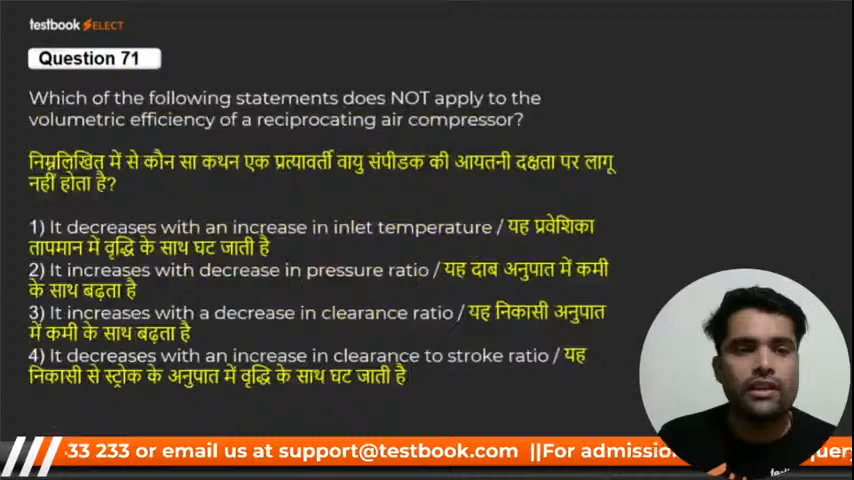 testbook SELECT
Question 71
Which of the following statements does NOT apply to the
volumetric efficiency of a reciprocating air compressor?
निम्नलिखित में से कौन सा कथन एक प्रत्यावर्ती वायु संपीडक की आयतनी दक्षता पर लागू
नहीं होता है?
1) It decreases with an increase in inlet temperature / यह प्रवेशिका
तापमान में वृद्धि के साथ घट जाती है
2) It increases with decrease in pressure ratio / यह दाब अनुपात में कमी
के साथ बढ़ता है
3) It increases with a decrease in clearance ratio / यह निकासी अनुपात
में कमी के साथ बढ़ता है
4) It decreases with an increase in clearance to stroke ratio / यह
निकासी से स्ट्रोक के अनुपात में वृद्धि के साथ घट जाती है
33 233 or email us at support@testbook.com ||For admission